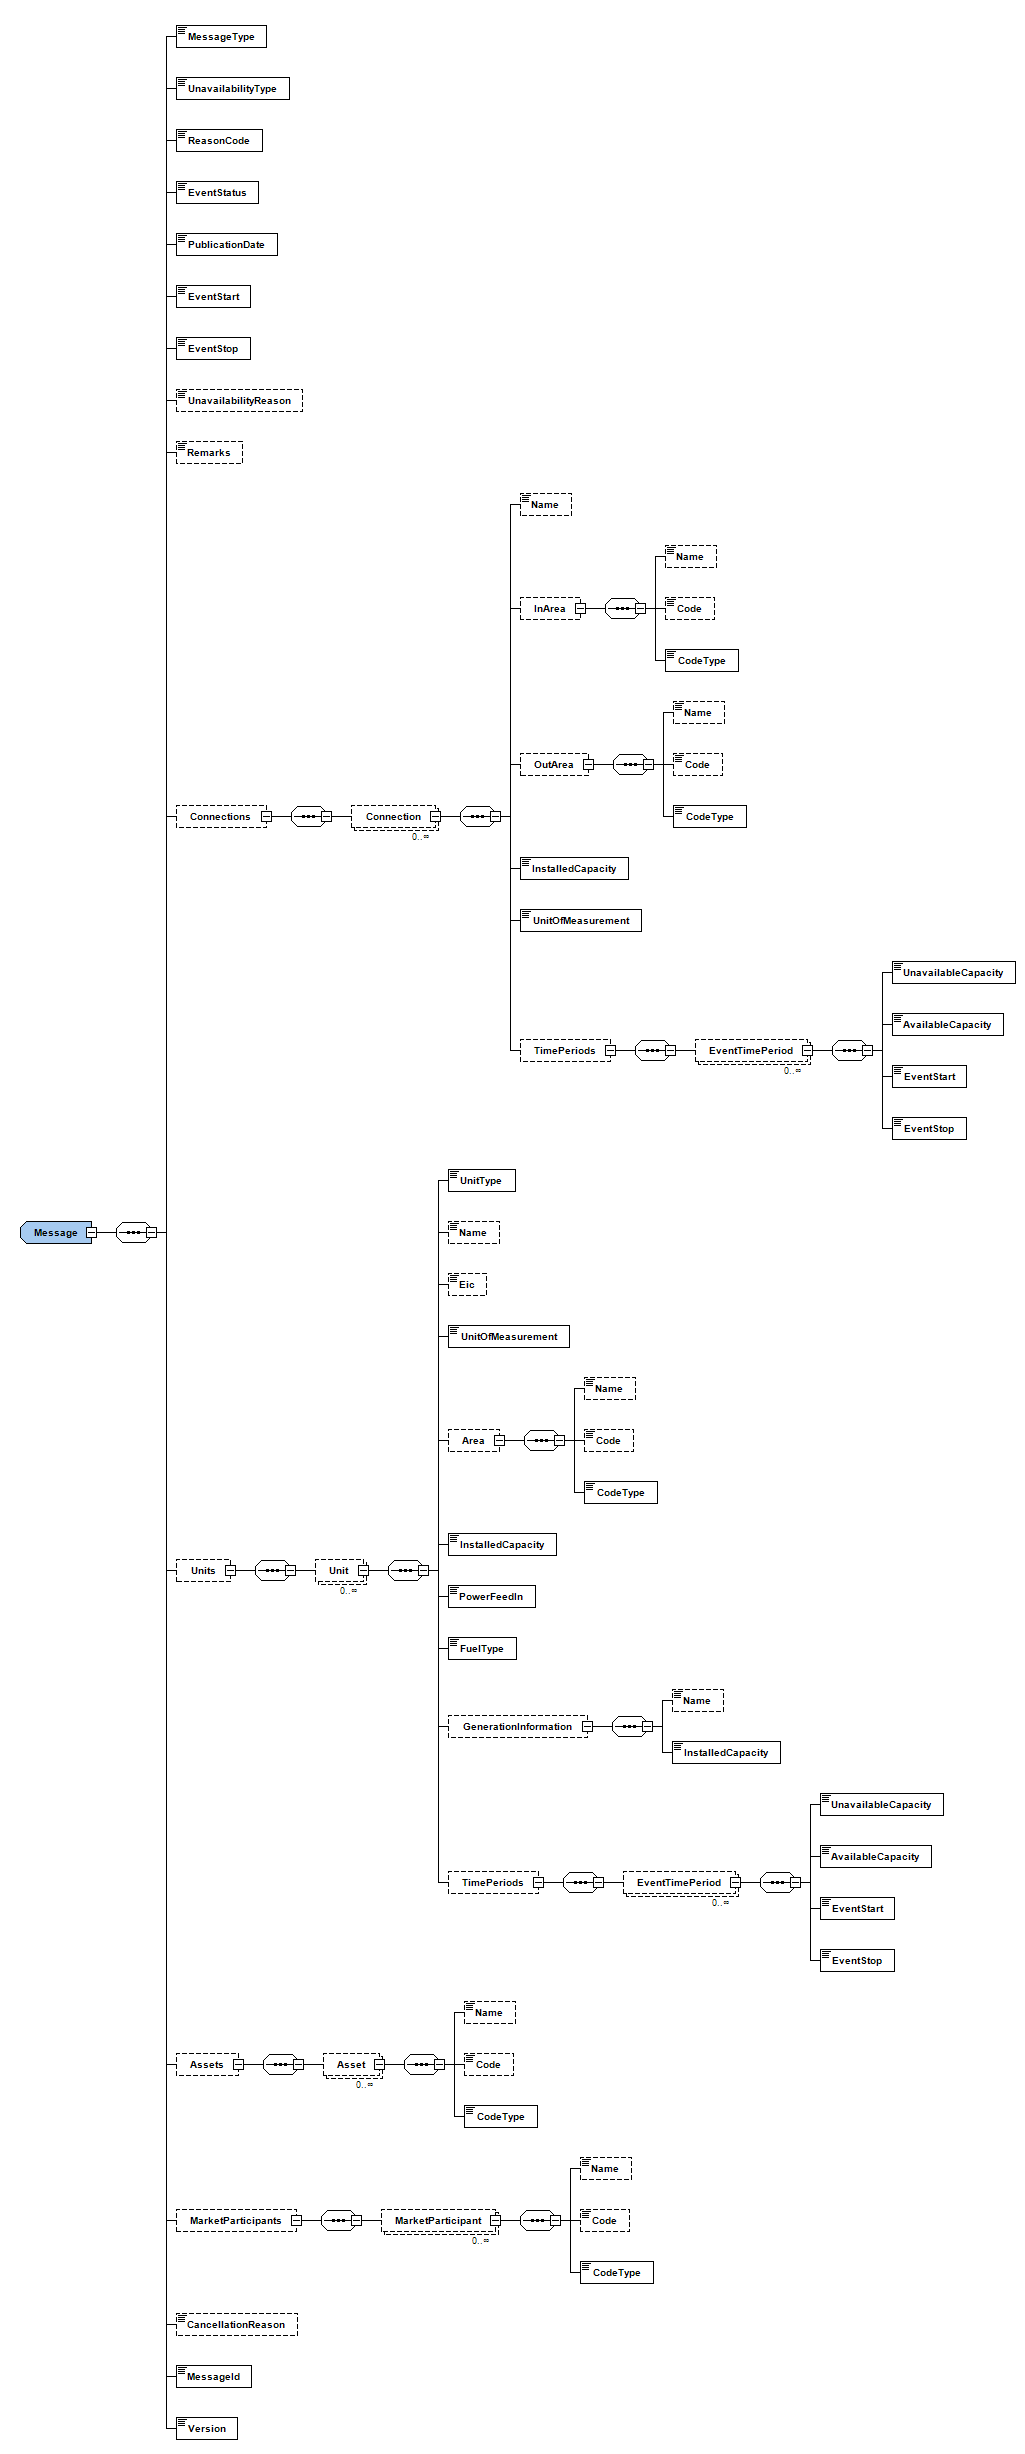 MessageType
UnavailabilityType
ReasonCode
EventStatus
PublicationDate
EventStart
EventStop
UnavailabilityReason
Remarks
Name
Name
InArea
Code
CodeType
Name
OutArea
Code
Connections
Connection
CodeType
0..∞
InstalledCapacity
UnitOfMeasurement
UnavailableCapacity
AvailableCapacity
TimePeriods
EventTimePeriod
0..∞
EventStart
EventStop
UnitType
Message
Name
Eic
UnitOfMeasurement
Name
Area
Code
CodeType
InstalledCapacity
Units
Unit
0..∞
PowerFeedIn
FuelType
Name
GenerationInformation
InstalledCapacity
UnavailableCapacity
AvailableCapacity
TimePeriods
EventTimePeriod
0..∞
EventStart
EventStop
Name
Assets
Asset
Code
0..∞
CodeType
Name
MarketParticipants
MarketParticipant
Code
0..∞
CodeType
CancellationReason
MessageId
Version